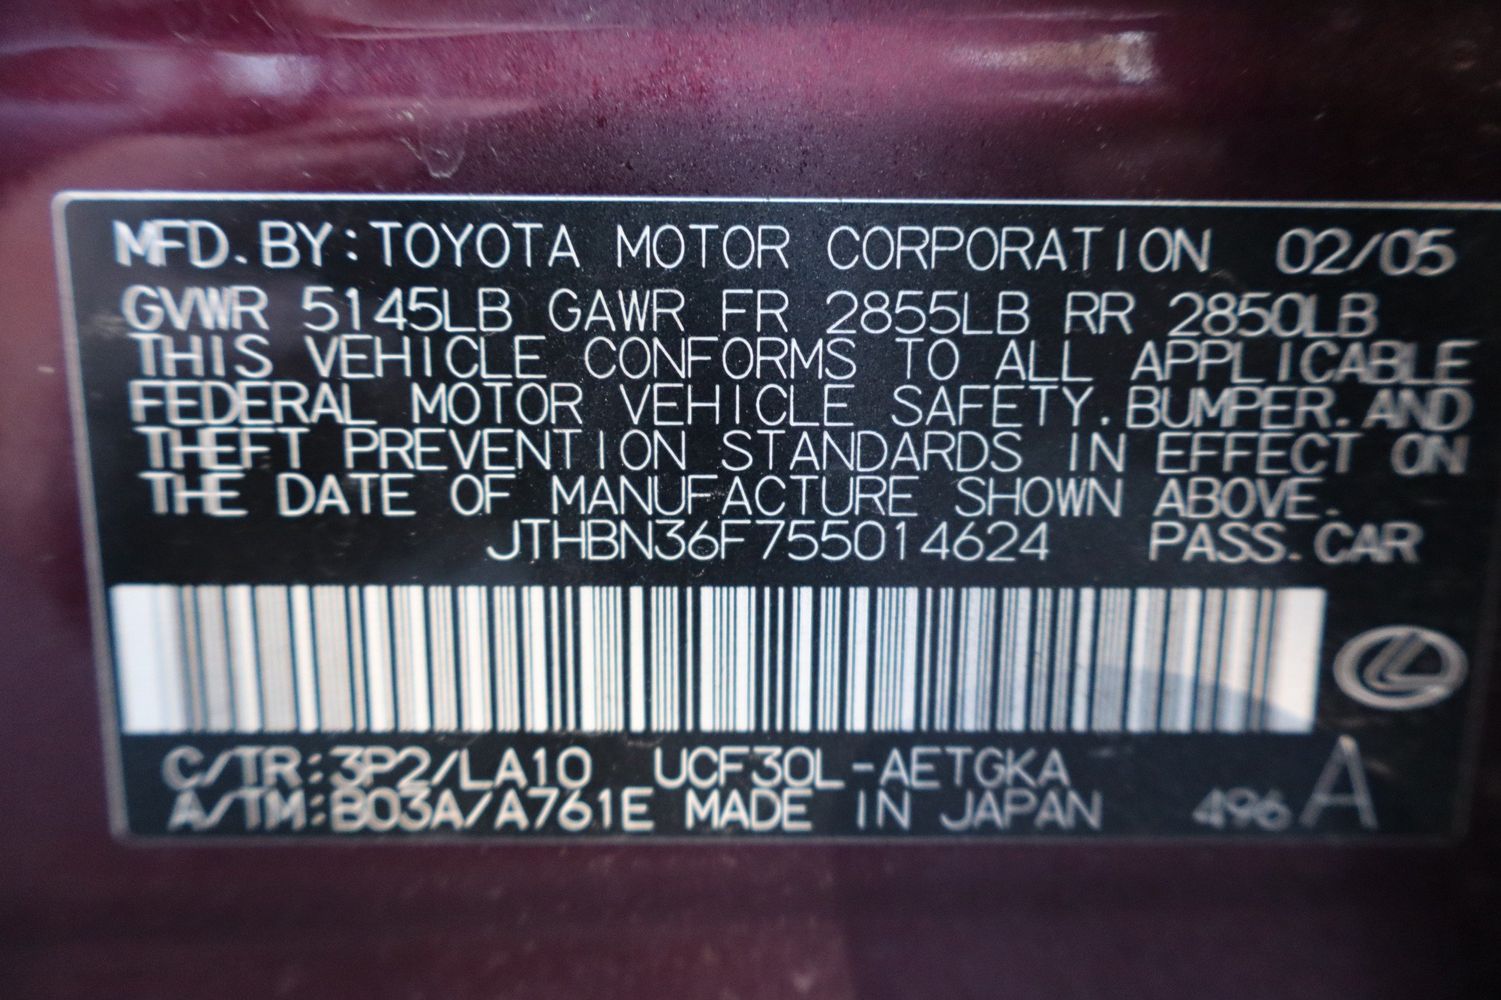 MFD. BY: TOYOTA MOTOR CORPORATION 02/05
GVWR 5145LB GAWR FR 2855LB RR 2850LB
THIS VEHICLE CONFORMS TO ALL APPLICABLE
FEDERAL MOTOR VEHICLE SAFETY. BUMPER. AND
THEFT PREVENTION STANDARDS IN EFFECT ON
THE DATE OF MANUFACTURE SHOWN ABOVE.
JTHBN36F755014624 PASS. CAR
C/TR: 3P2/LA10 UCF30L-AETGKA
A/TM: B03A/A761E MADE IN JAPAN 496 A